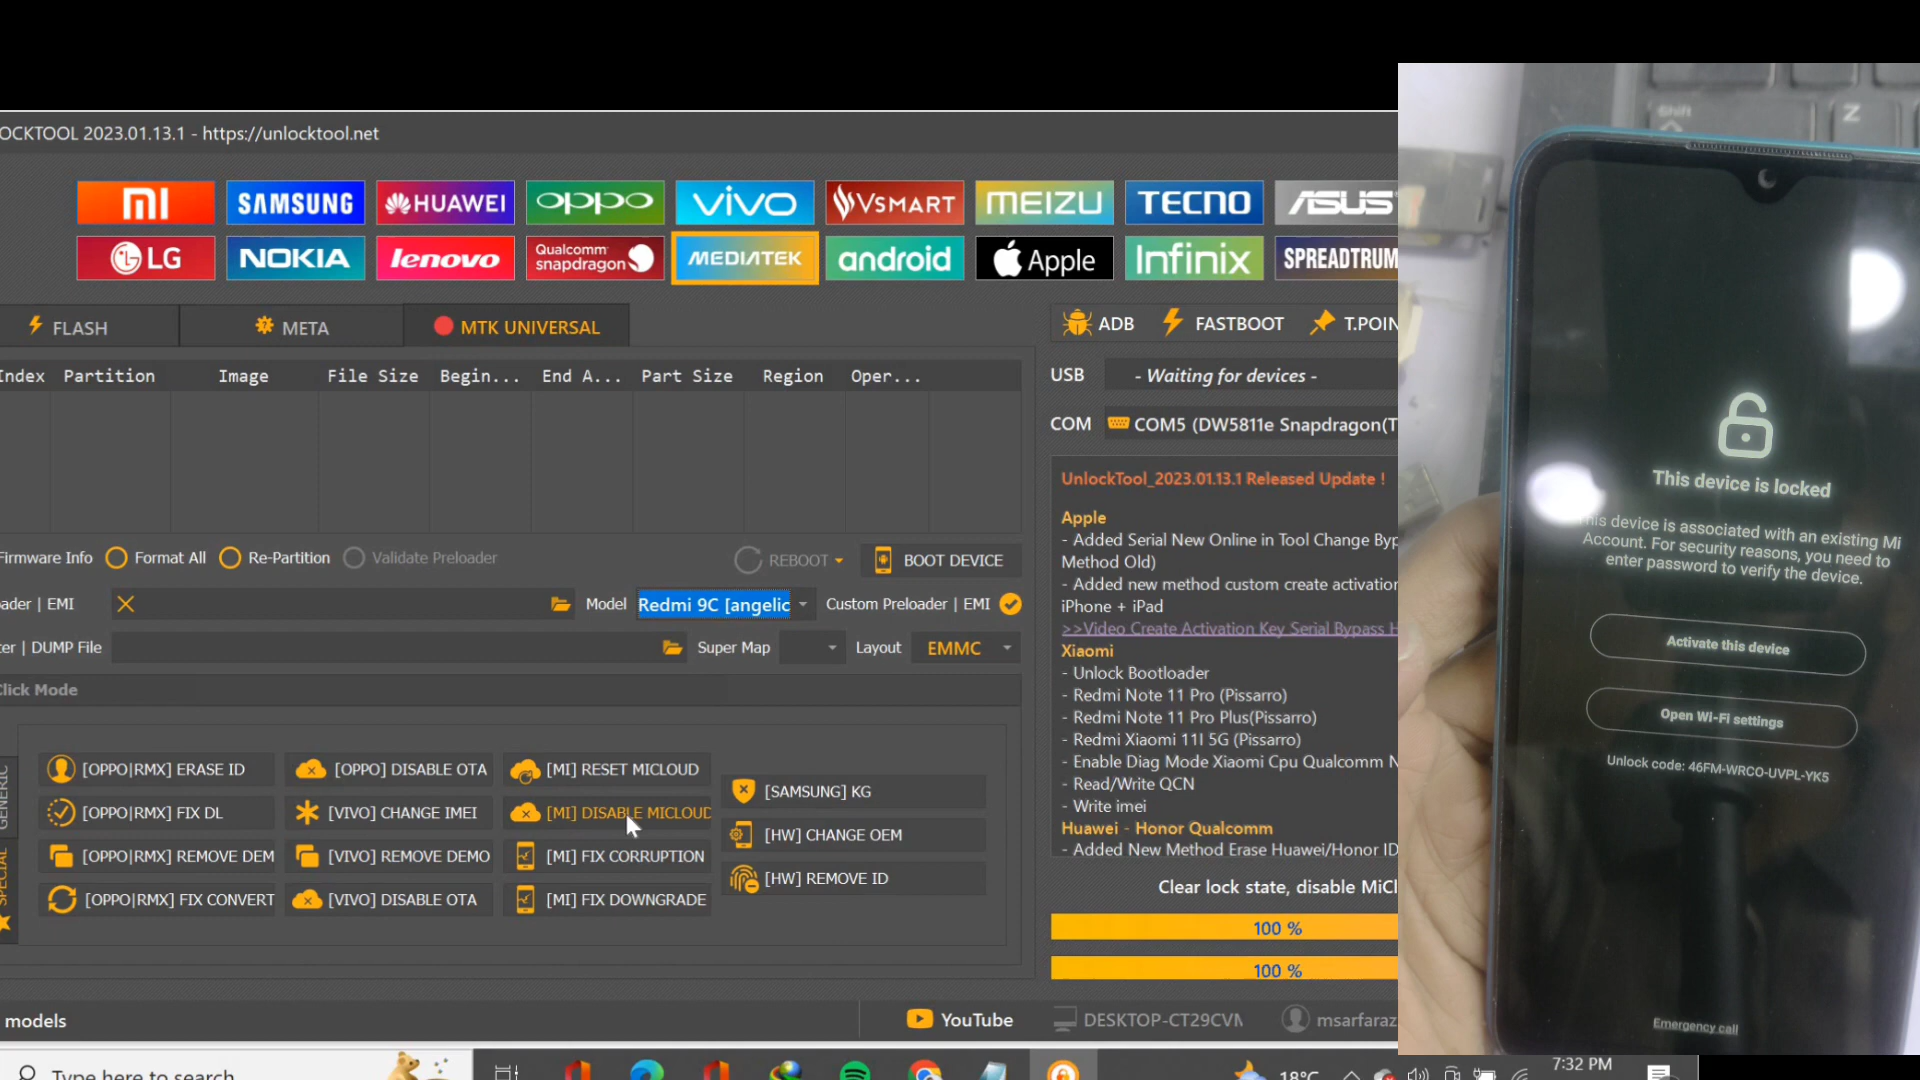 OCKTOOL 2023.01.13.1 - https://unlocktool.net
MI SAMSUNG HUAWEI oppo vivo VSMART MEIZU TECNO ASUS
LG NOKIA lenovo Qualcomm snapdragon MEDIATEK android Apple Infinix SPREADTRUM
FLASH META MTK UNIVERSAL
ADB FASTBOOT T.POIN
Index Partition Image File Size Begin... End A... Part Size Region Oper...
USB - Waiting for devices -
COM COM5 (DW5811e Snapdragon(T
Firmware Info Format All Re-Partition Validate Preloader REBOOT BOOT DEVICE
ader | EMI Model Redmi 9C [angelic Custom Preloader | EMI
ter | DUMP File Super Map Layout EMMC
Click Mode
GENERIC
SPECIAL
[OPPO|RMX] ERASE ID [OPPO] DISABLE OTA [MI] RESET MICLOUD
[OPPO|RMX] FIX DL [VIVO] CHANGE IMEI [MI] DISABLE MICLOUD
[OPPO|RMX] REMOVE DEM [VIVO] REMOVE DEMO [MI] FIX CORRUPTION
[OPPO|RMX] FIX CONVERT [VIVO] DISABLE OTA [MI] FIX DOWNGRADE
[SAMSUNG] KG
[HW] CHANGE OEM
[HW] REMOVE ID
UnlockTool_2023.01.13.1 Released Update !
Apple
- Added Serial New Online in Tool Change Byp
Method Old)
- Added new method custom create activation
iPhone + iPad
>>Video Create Activation Key Serial Bypass H
Xiaomi
- Unlock Bootloader
- Redmi Note 11 Pro (Pissarro)
- Redmi Note 11 Pro Plus(Pissarro)
- Redmi Xiaomi 11I 5G (Pissarro)
- Enable Diag Mode Xiaomi Cpu Qualcomm N
- Read/Write QCN
- Write imei
Huawei - Honor Qualcomm
- Added New Method Erase Huawei/Honor ID
Clear lock state, disable MiCl
100 %
100 %
models YouTube DESKTOP-CT29CVN msarfaraz
Type here to search 18°C 7:32 PM
Shift Z
This device is locked
This device is associated with an existing Mi
Account. For security reasons, you need to
enter password to verify the device.
Activate this device
Open Wi-Fi settings
Unlock code: 46FM-WRCO-UVPL-YK5
Emergency call